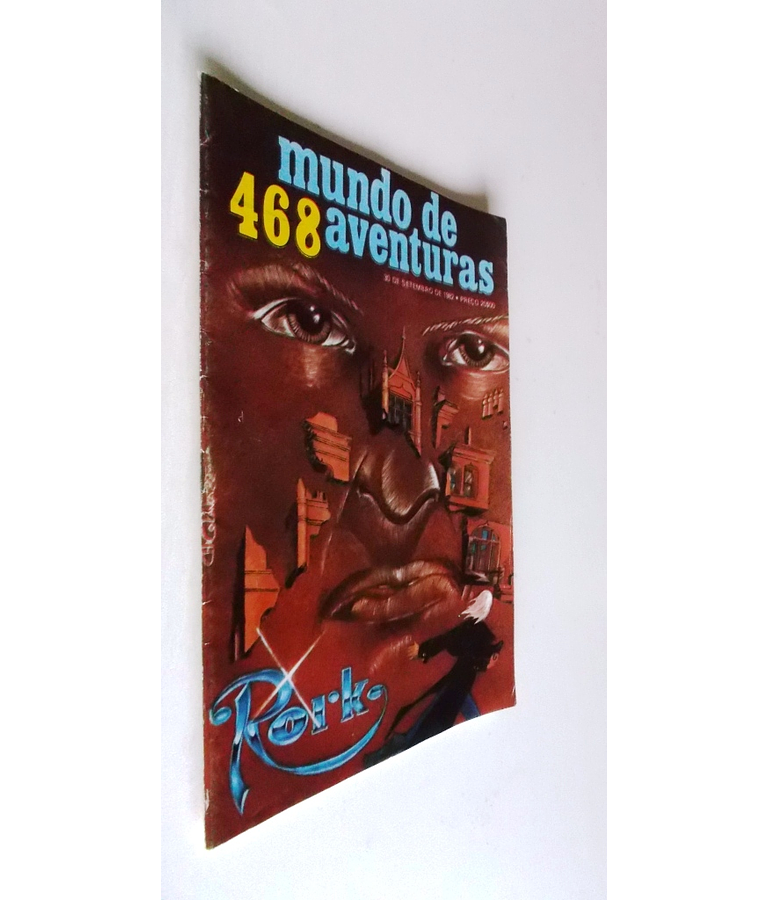 mundo de
468 aventuras
30 DE SETEMBRO DE 1982 • PREÇO 20$00
Rork